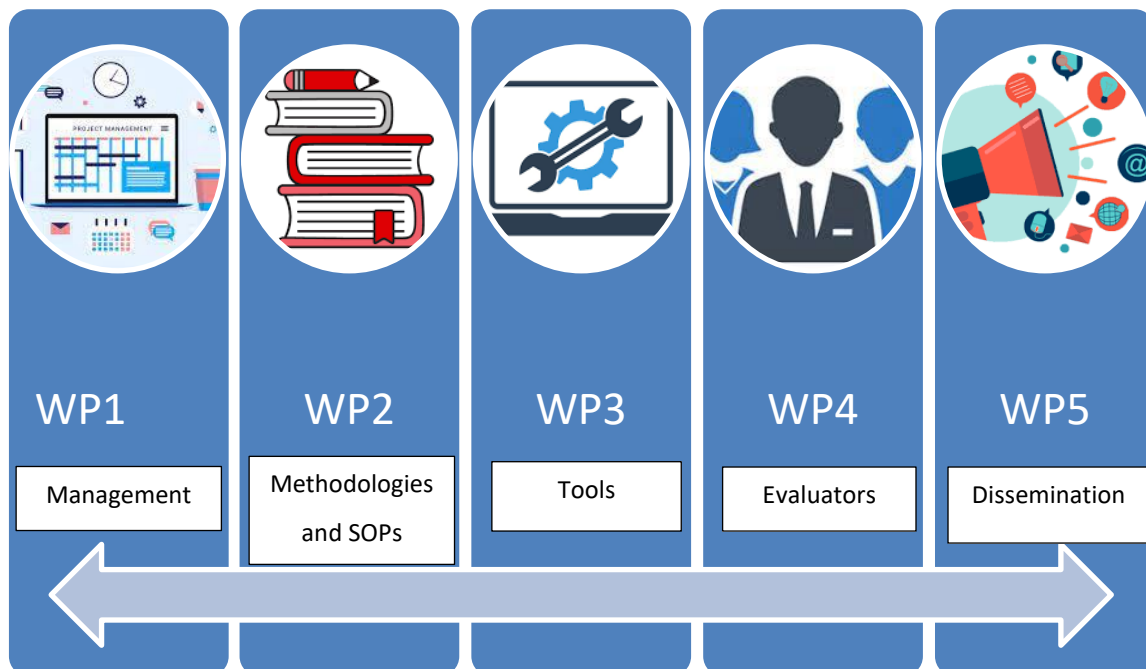 PROJECT MANAGEMENT
@
WP1
WP2
WP3
WP4
WP5
Management
Methodologies
and SOPs
Tools
Evaluators
Dissemination